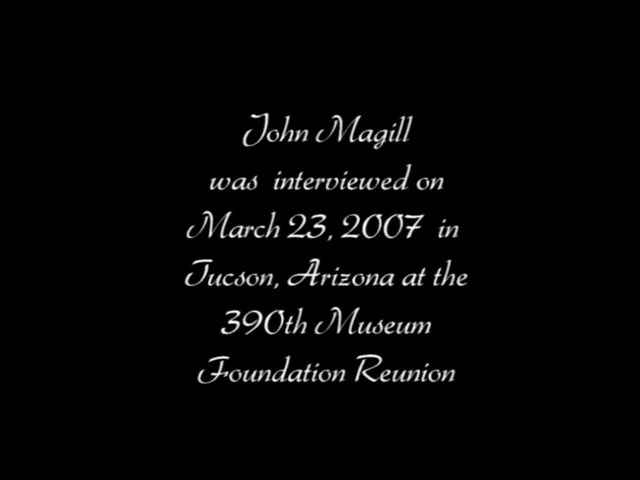 John Magill
was interviewed on
March 23, 2007 in
Tucson, Arizona at the
390th Museum
Foundation Reunion